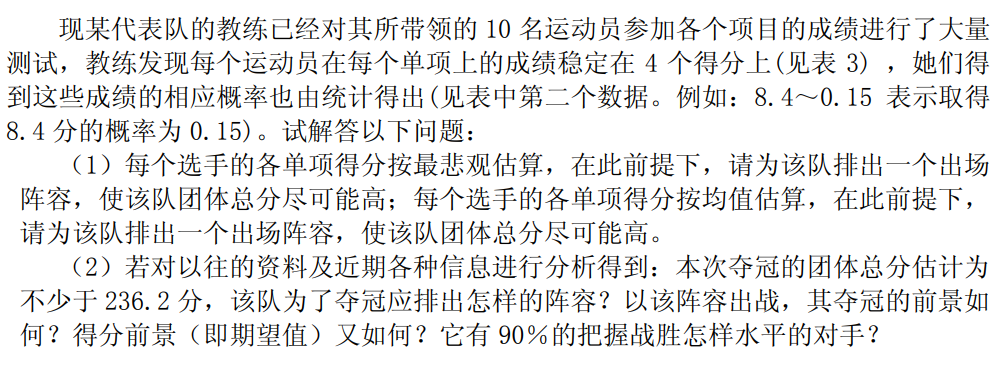 现某代表队的教练已经对其所带领的 10 名运动员参加各个项目的成绩进行了大量
测试，教练发现每个运动员在每个单项上的成绩稳定在 4 个得分上(见表 3) ，她们得
到这些成绩的相应概率也由统计得出(见表中第二个数据。例如：8.4～0.15 表示取得
8.4 分的概率为 0.15)。试解答以下问题：
（1）每个选手的各单项得分按最悲观估算，在此前提下，请为该队排出一个出场
阵容，使该队团体总分尽可能高；每个选手的各单项得分按均值估算，在此前提下，
请为该队排出一个出场阵容，使该队团体总分尽可能高。
（2）若对以往的资料及近期各种信息进行分析得到：本次夺冠的团体总分估计为
不少于 236.2 分，该队为了夺冠应排出怎样的阵容？以该阵容出战，其夺冠的前景如
何？得分前景（即期望值）又如何？它有 90％的把握战胜怎样水平的对手？